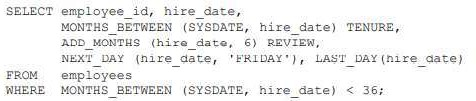 SELECT employee_id, hire_date,
MONTHS_BETWEEN (SYSDATE, hire_date) TENURE,
ADD_MONTHS (hire_date, 6) REVIEW,
NEXT_DAY (hire_date, 'FRIDAY'), LAST_DAY(hire_date)
FROM employees
WHERE MONTHS_BETWEEN (SYSDATE, hire_date) < 36;